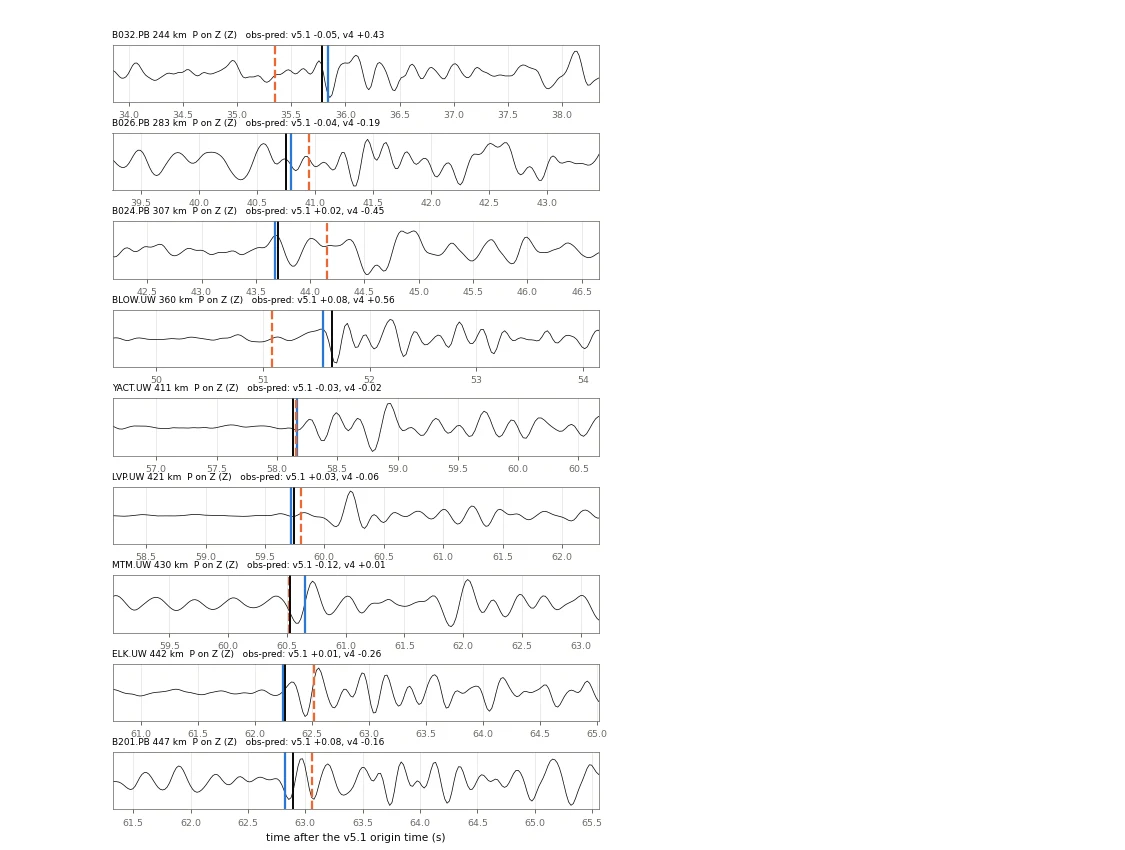 B032.PB 244 km  P on Z (Z)   obs-pred: v5.1 -0.05, v4 +0.43
34.0 34.5 35.0 35.5 36.0 36.5 37.0 37.5 38.0
B026.PB 283 km  P on Z (Z)   obs-pred: v5.1 -0.04, v4 -0.19
39.5 40.0 40.5 41.0 41.5 42.0 42.5 43.0
B024.PB 307 km  P on Z (Z)   obs-pred: v5.1 +0.02, v4 -0.45
42.5 43.0 43.5 44.0 44.5 45.0 45.5 46.0 46.5
BLOW.UW 360 km  P on Z (Z)   obs-pred: v5.1 +0.08, v4 +0.56
50 51 52 53 54
YACT.UW 411 km  P on Z (Z)   obs-pred: v5.1 -0.03, v4 -0.02
57.0 57.5 58.0 58.5 59.0 59.5 60.0 60.5
LVP.UW 421 km  P on Z (Z)   obs-pred: v5.1 +0.03, v4 -0.06
58.5 59.0 59.5 60.0 60.5 61.0 61.5 62.0
MTM.UW 430 km  P on Z (Z)   obs-pred: v5.1 -0.12, v4 +0.01
59.5 60.0 60.5 61.0 61.5 62.0 62.5 63.0
ELK.UW 442 km  P on Z (Z)   obs-pred: v5.1 +0.01, v4 -0.26
61.0 61.5 62.0 62.5 63.0 63.5 64.0 64.5 65.0
B201.PB 447 km  P on Z (Z)   obs-pred: v5.1 +0.08, v4 -0.16
61.5 62.0 62.5 63.0 63.5 64.0 64.5 65.0 65.5
time after the v5.1 origin time (s)